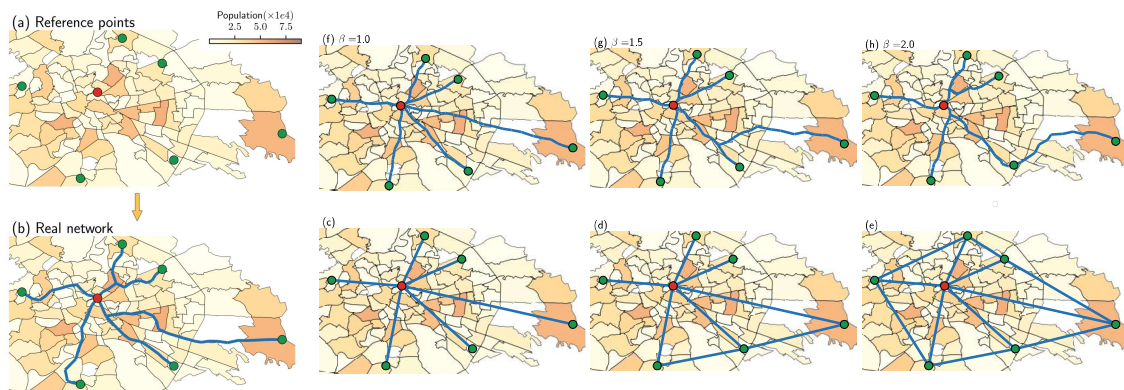 (a) Reference points
Population(×1e4)
2.5 5.0 7.5
(f) β =1.0
(g) β =1.5
(h) β =2.0
(b) Real network
(c)
(d)
(e)